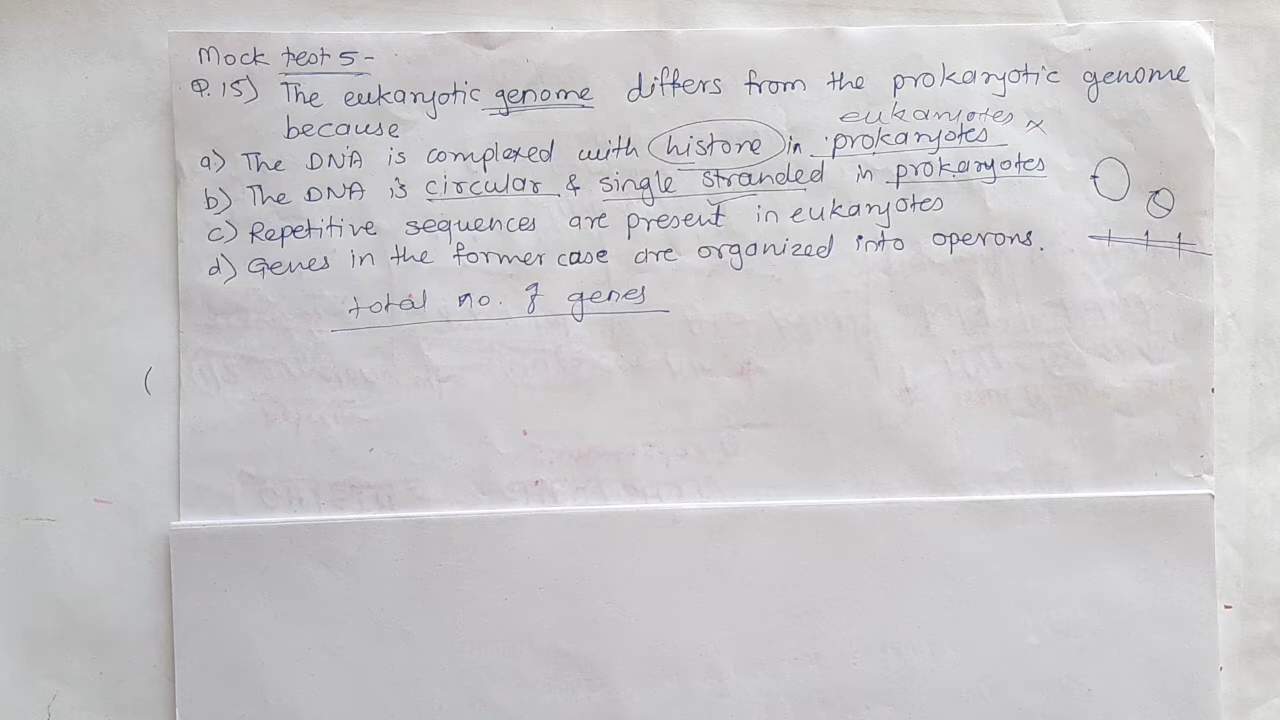 Mock test 5-
Q.15) The eukaryotic genome differs from the prokaryotic genome
because
eukaryotes x
a) The DNA is complexed with histone in prokaryotes
b) The DNA is circular & single stranded in prokaryotes
c) Repetitive sequences are present in eukaryotes
d) Genes in the former case are organized into operons.
total no. of genes